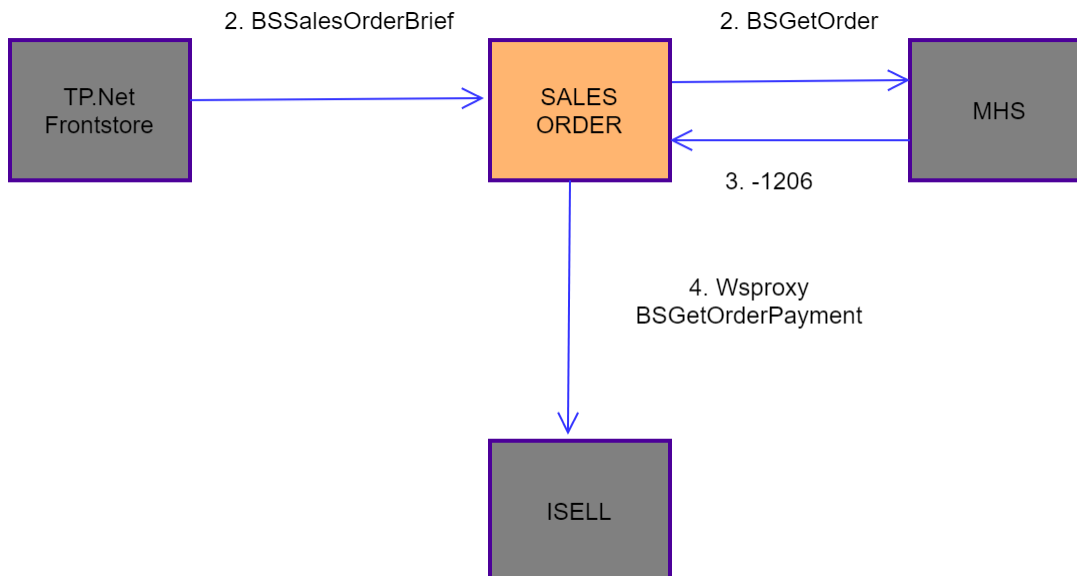 2. BSSalesOrderBrief
2. BSGetOrder
TP.Net
Frontstore
SALES
ORDER
MHS
3. -1206
4. Wsproxy
BSGetOrderPayment
ISELL